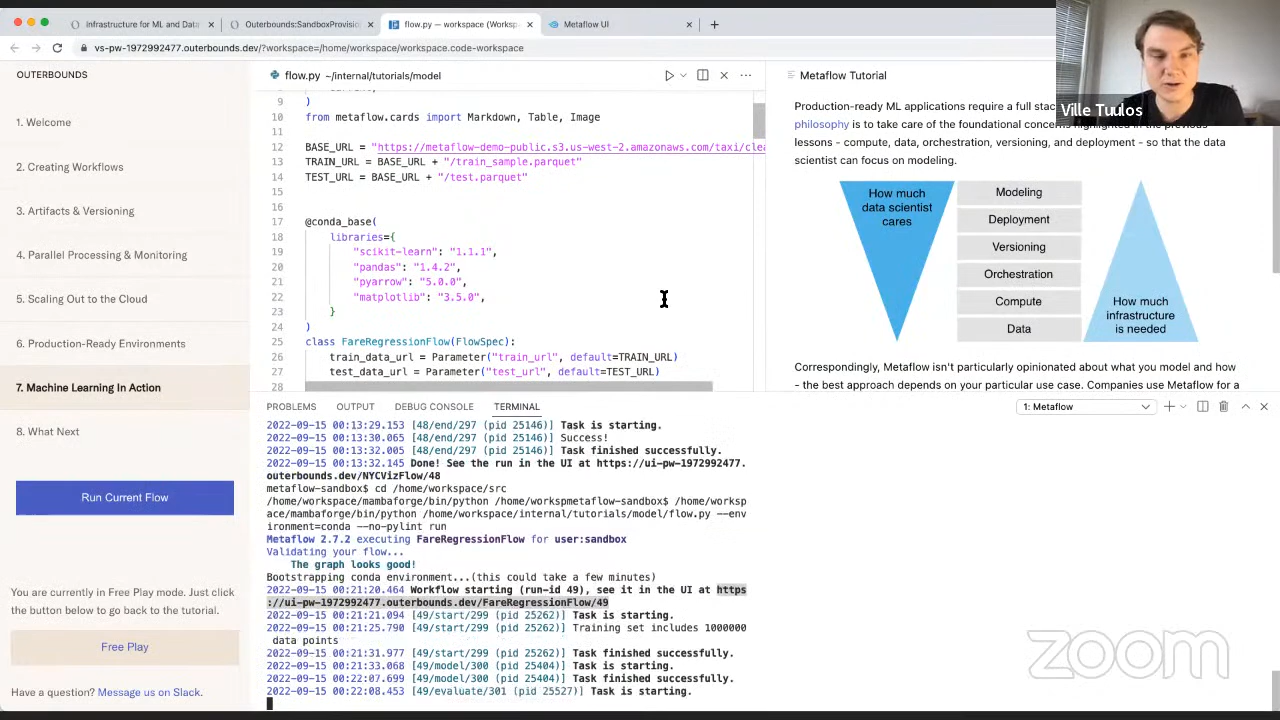 Infrastructure for ML and Data
Outerbounds:SandboxProvision
flow.py — workspace (Worksp
Metaflow UI
vs-pw-1972992477.outerbounds.dev/?workspace=/home/workspace/workspace.code-workspace
OUTERBOUNDS
1. Welcome
2. Creating Workflows
3. Artifacts & Versioning
4. Parallel Processing & Monitoring
5. Scaling Out to the Cloud
6. Production-Ready Environments
7. Machine Learning In Action
8. What Next
Run Current Flow
You are currently in Free Play mode. Just click
the button below to go back to the tutorial.
Free Play
Have a question? Message us on Slack.
flow.py ~/internal/tutorials/model
9 )
10 from metaflow.cards import Markdown, Table, Image
11
12 BASE_URL = "https://metaflow-demo-public.s3.us-west-2.amazonaws.com/taxi/clea
13 TRAIN_URL = BASE_URL + "/train_sample.parquet"
14 TEST_URL = BASE_URL + "/test.parquet"
15
16
17 @conda_base(
18 libraries={
19 "scikit-learn": "1.1.1",
20 "pandas": "1.4.2",
21 "pyarrow": "5.0.0",
22 "matplotlib": "3.5.0",
23 }
24 )
25 class FareRegressionFlow(FlowSpec):
26 train_data_url = Parameter("train_url", default=TRAIN_URL)
27 test_data_url = Parameter("test_url", default=TEST_URL)
28
Metaflow Tutorial
Production-ready ML applications require a full stac
philosophy is to take care of the foundational concerns highlighted in the previous
lessons - compute, data, orchestration, versioning, and deployment - so that the data
scientist can focus on modeling.
How much
data scientist
cares
Modeling
Deployment
Versioning
Orchestration
Compute
Data
How much
infrastructure
is needed
Correspondingly, Metaflow isn't particularly opinionated about what you model and how
- the best approach depends on your particular use case. Companies use Metaflow for a
Ville Tuulos
PROBLEMS OUTPUT DEBUG CONSOLE TERMINAL
1: Metaflow
2022-09-15 00:13:29.153 [48/end/297 (pid 25146)] Task is starting.
2022-09-15 00:13:30.065 [48/end/297 (pid 25146)] Success!
2022-09-15 00:13:32.005 [48/end/297 (pid 25146)] Task finished successfully.
2022-09-15 00:13:32.145 Done! See the run in the UI at https://ui-pw-1972992477.
outerbounds.dev/NYCVizFlow/48
metaflow-sandbox$ cd /home/workspace/src
/home/workspace/mambaforge/bin/python /home/workspmetaflow-sandbox$ /home/worksp
ace/mambaforge/bin/python /home/workspace/internal/tutorials/model/flow.py --env
ironment=conda --no-pylint run
Metaflow 2.7.2 executing FareRegressionFlow for user:sandbox
Validating your flow...
The graph looks good!
Bootstrapping conda environment...(this could take a few minutes)
2022-09-15 00:21:20.464 Workflow starting (run-id 49), see it in the UI at https
://ui-pw-1972992477.outerbounds.dev/FareRegressionFlow/49
2022-09-15 00:21:21.094 [49/start/299 (pid 25262)] Task is starting.
2022-09-15 00:21:25.790 [49/start/299 (pid 25262)] Training set includes 1000000
data points
2022-09-15 00:21:31.977 [49/start/299 (pid 25262)] Task finished successfully.
2022-09-15 00:21:33.068 [49/model/300 (pid 25404)] Task is starting.
2022-09-15 00:22:07.699 [49/model/300 (pid 25404)] Task finished successfully.
2022-09-15 00:22:08.453 [49/evaluate/301 (pid 25527)] Task is starting.
zoom